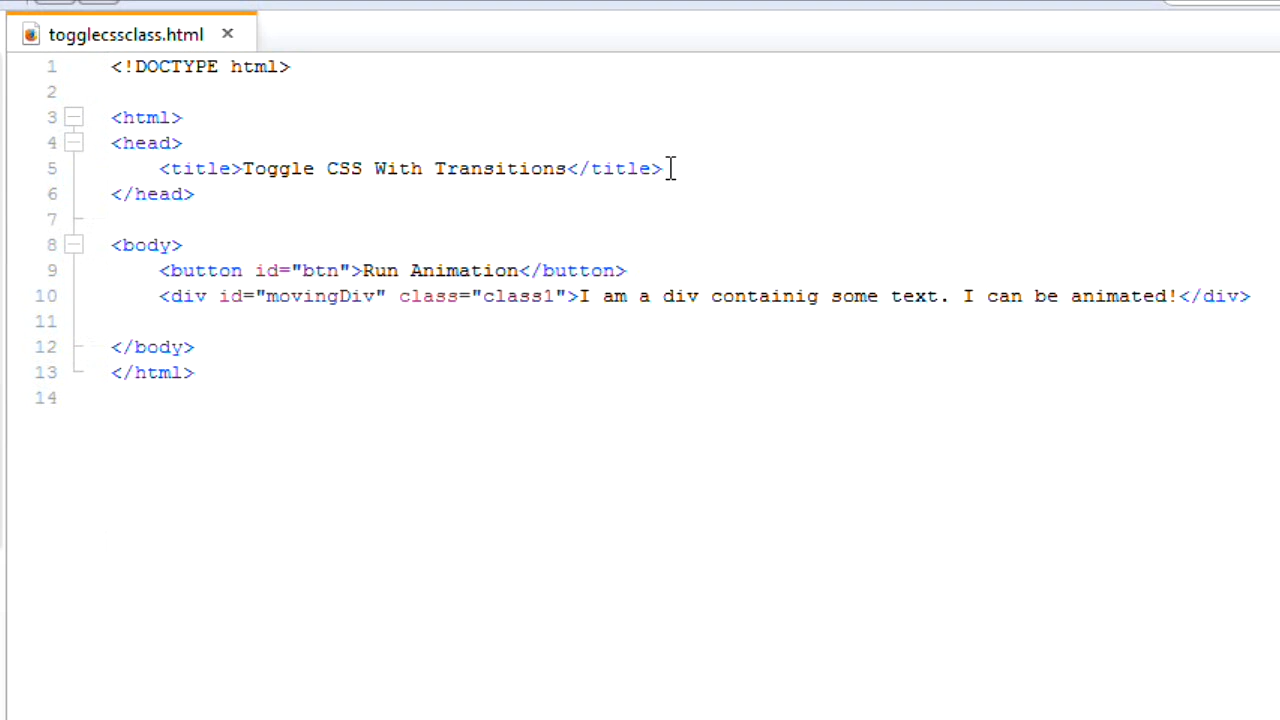 togglecssclass.html
1 <!DOCTYPE html>
2
3 <html>
4 <head>
5 <title>Toggle CSS With Transitions</title>
6 </head>
7
8 <body>
9 <button id="btn">Run Animation</button>
10 <div id="movingDiv" class="class1">I am a div containig some text. I can be animated!</div>
11
12 </body>
13 </html>
14